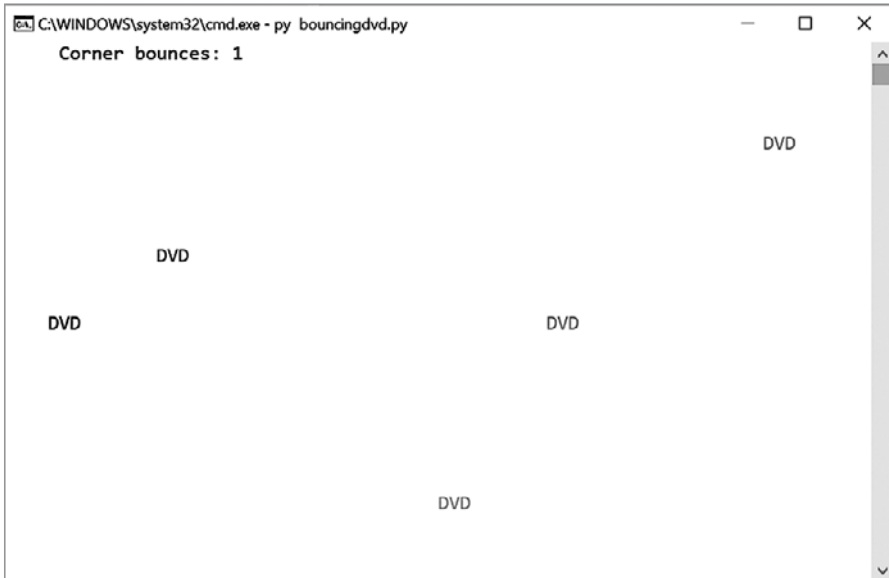 C:\WINDOWS\system32\cmd.exe - py  bouncingdvd.py
Corner bounces: 1
DVD
DVD
DVD DVD
DVD